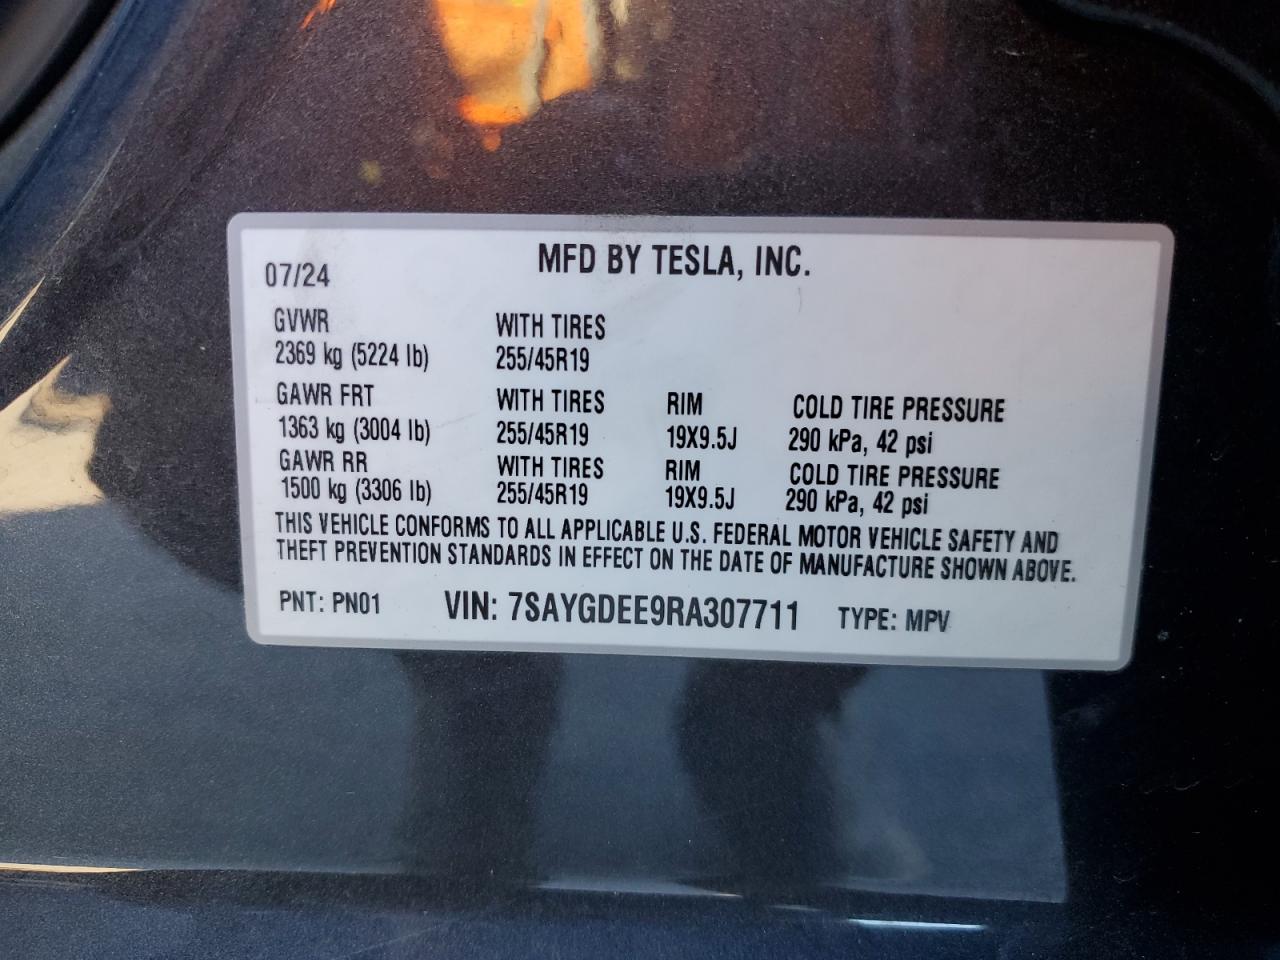 MFD BY TESLA, INC.
07/24
GVWR WITH TIRES
2369 kg (5224 lb) 255/45R19
GAWR FRT WITH TIRES RIM COLD TIRE PRESSURE
1363 kg (3004 lb) 255/45R19 19X9.5J 290 kPa, 42 psi
GAWR RR WITH TIRES RIM COLD TIRE PRESSURE
1500 kg (3306 lb) 255/45R19 19X9.5J 290 kPa, 42 psi
THIS VEHICLE CONFORMS TO ALL APPLICABLE U.S. FEDERAL MOTOR VEHICLE SAFETY AND
THEFT PREVENTION STANDARDS IN EFFECT ON THE DATE OF MANUFACTURE SHOWN ABOVE.
PNT: PN01 VIN: 7SAYGDEE9RA307711 TYPE: MPV